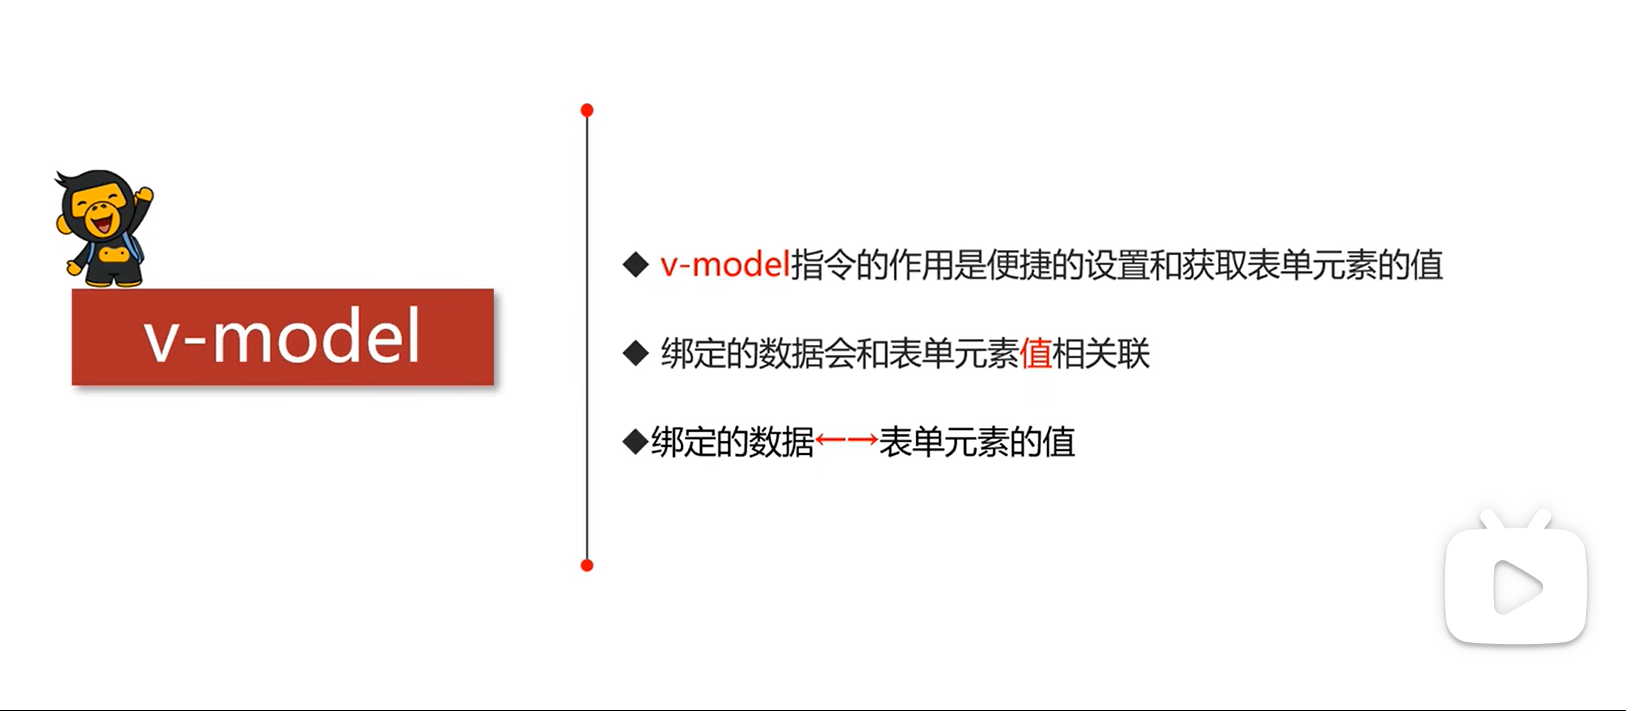 v-model
◆ v-model指令的作用是便捷的设置和获取表单元素的值
◆ 绑定的数据会和表单元素值相关联
◆绑定的数据←→表单元素的值